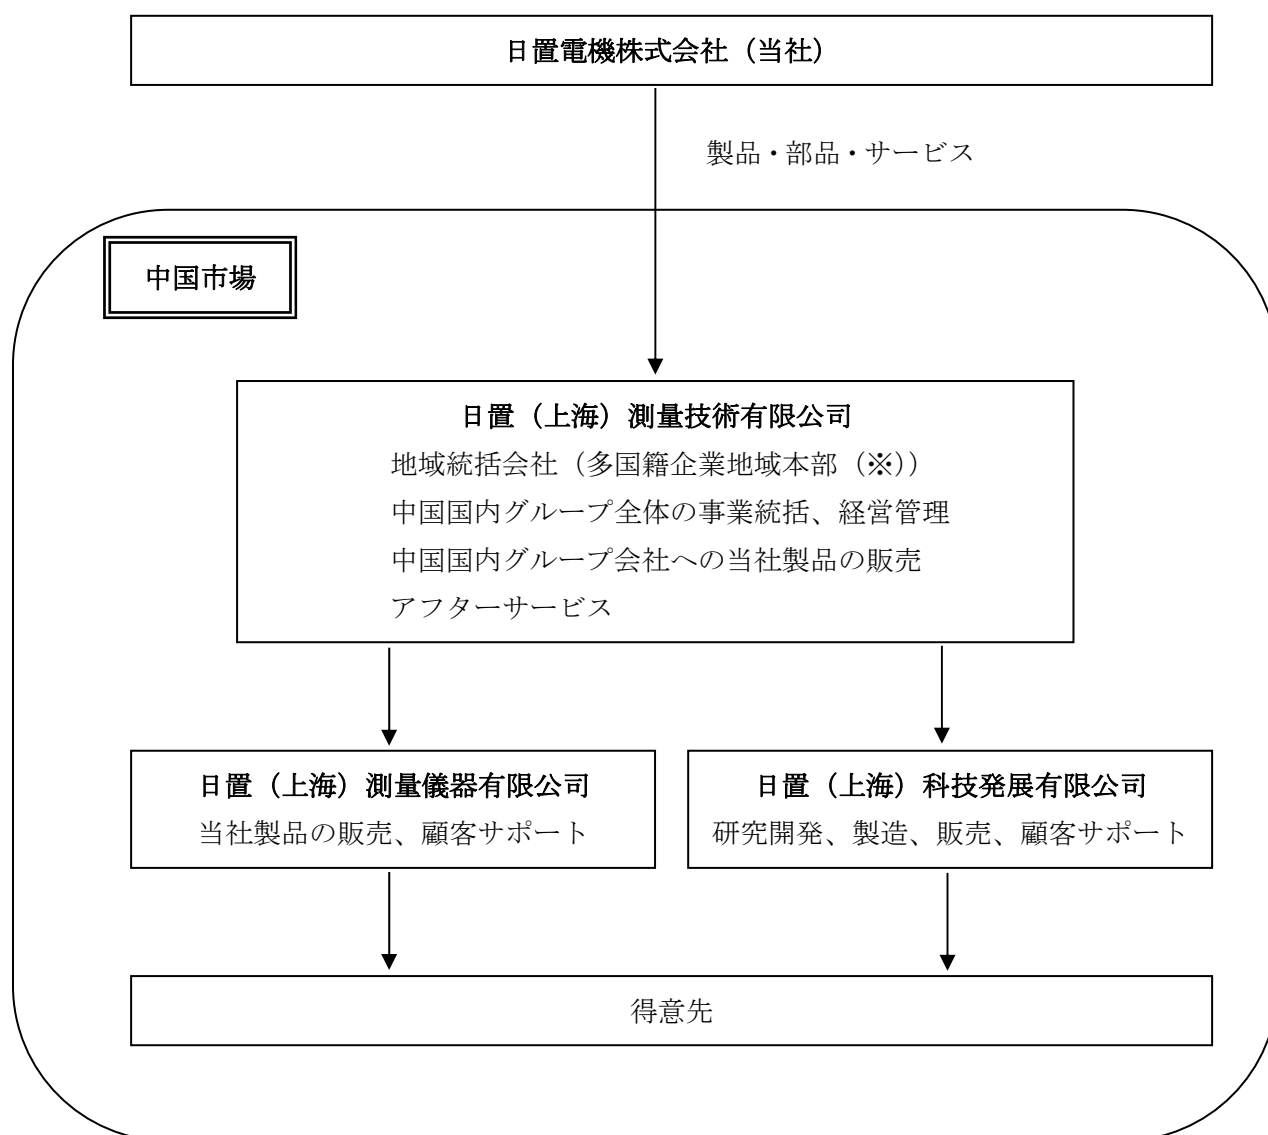 日置電機株式会社（当社）
製品・部品・サービス
中国市場
日置（上海）測量技術有限公司
地域統括会社（多国籍企業地域本部（※））
中国国内グループ全体の事業統括、経営管理
中国国内グループ会社への当社製品の販売
アフターサービス
日置（上海）測量儀器有限公司
当社製品の販売、顧客サポート
日置（上海）科技発展有限公司
研究開発、製造、販売、顧客サポート
得意先